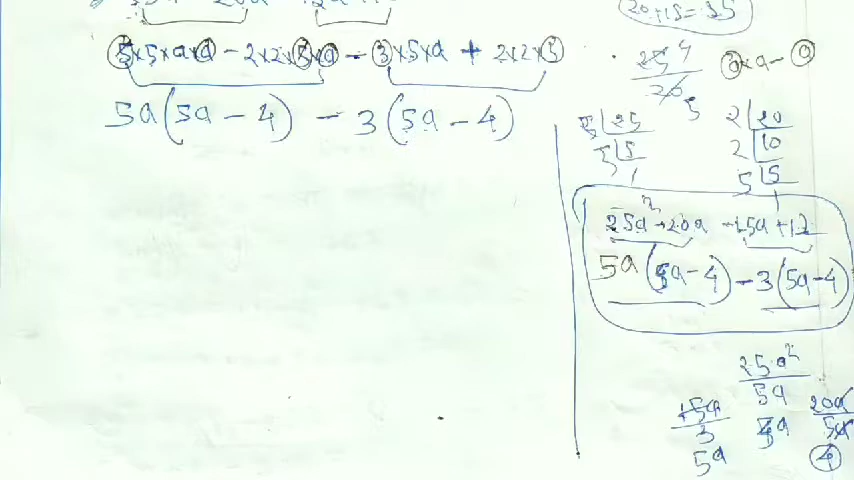 20+15=35
5×5×a×a - 2×2×5×a - 3×5×a + 2×2×3
5a(5a - 4) - 3(5a - 4)
5 | 25
5 | 5
1
2 | 20
2 | 10
5 | 5
1
25a² - 20a - 15a + 12
5a(5a - 4) - 3(5a - 4)
25a²
5a
5a
15a
3
5a
20a
5a
4